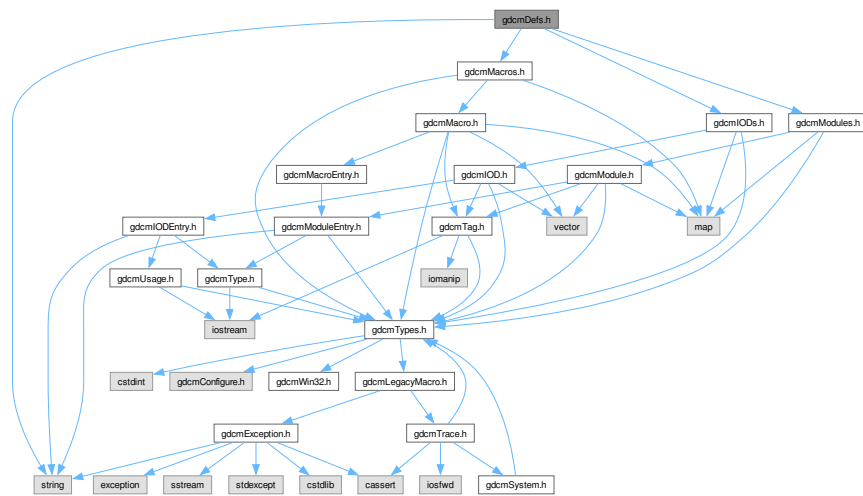 gdcmDefs.h
gdcmMacros.h
gdcmMacro.h
gdcmIODs.h
gdcmModules.h
gdcmMacroEntry.h
gdcmIOD.h
gdcmModule.h
gdcmIODEntry.h
gdcmModuleEntry.h
gdcmTag.h
vector
map
gdcmUsage.h
gdcmType.h
iomanip
iostream
gdcmTypes.h
cstdint
gdcmConfigure.h
gdcmWin32.h
gdcmLegacyMacro.h
gdcmException.h
gdcmTrace.h
string
exception
sstream
stdexcept
cstdlib
cassert
iosfwd
gdcmSystem.h